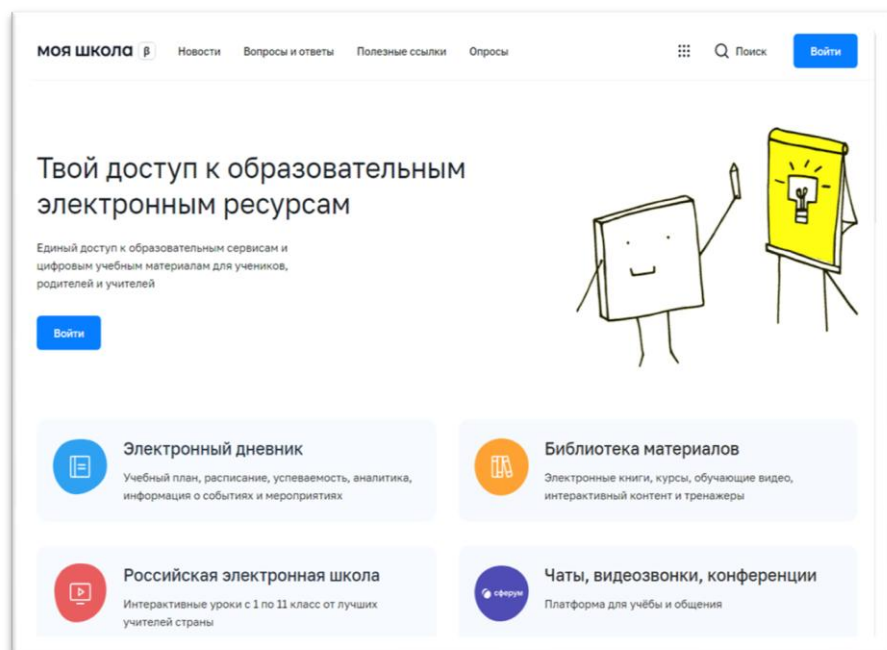 моя школа β Новости Вопросы и ответы Полезные ссылки Опросы Поиск Войти
Твой доступ к образовательным
электронным ресурсам
Единый доступ к образовательным сервисам и
цифровым учебным материалам для учеников,
родителей и учителей
Войти
Электронный дневник
Учебный план, расписание, успеваемость, аналитика,
информация о событиях и мероприятиях
Библиотека материалов
Электронные книги, курсы, обучающие видео,
интерактивный контент и тренажеры
Российская электронная школа
Интерактивные уроки с 1 по 11 класс от лучших
учителей страны
сферум
Чаты, видеозвонки, конференции
Платформа для учёбы и общения